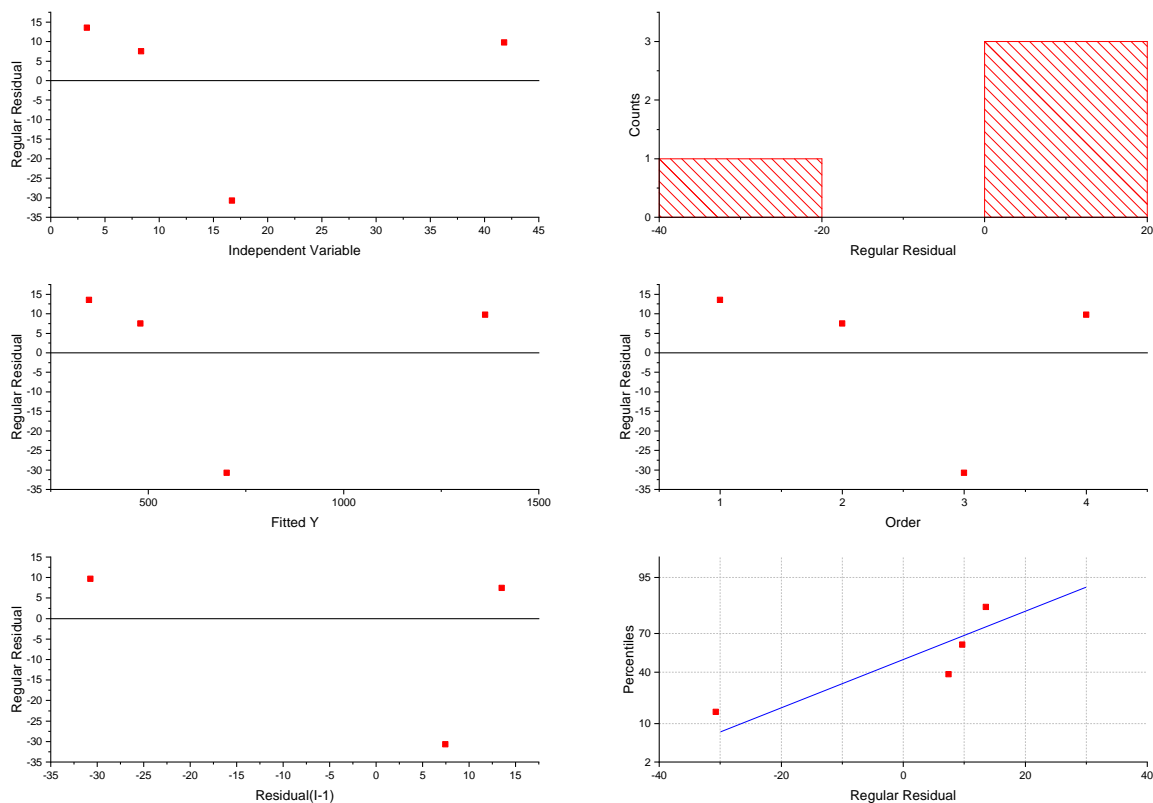 Regular Residual
15
10
5
0
-5
-10
-15
-20
-25
-30
-35
0 5 10 15 20 25 30 35 40 45
Independent Variable
Counts
3
2
1
0
-40 -20 0 20
Regular Residual
Regular Residual
15
10
5
0
-5
-10
-15
-20
-25
-30
-35
500 1000 1500
Fitted Y
Regular Residual
15
10
5
0
-5
-10
-15
-20
-25
-30
-35
1 2 3 4
Order
Regular Residual
15
10
5
0
-5
-10
-15
-20
-25
-30
-35
-35 -30 -25 -20 -15 -10 -5 0 5 10 15
Residual(I-1)
Percentiles
95
70
40
10
2
-40 -20 0 20 40
Regular Residual